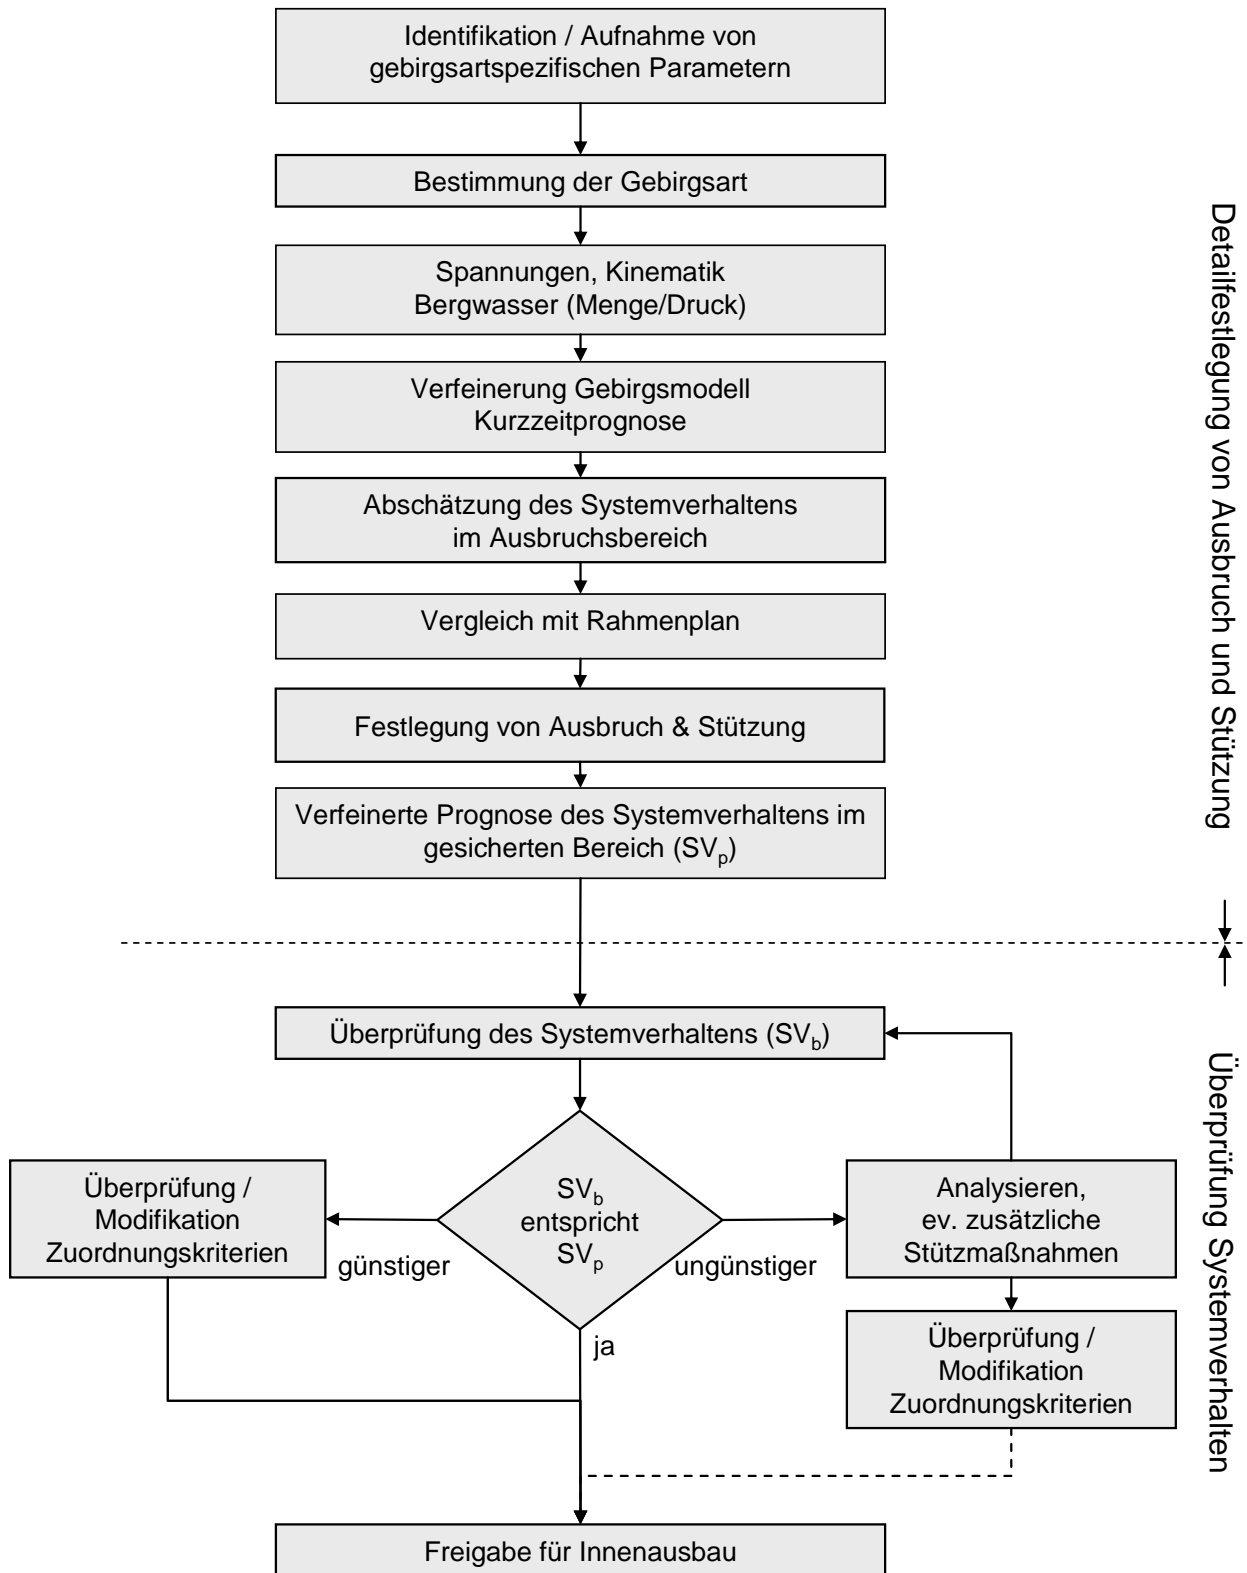 Identifikation / Aufnahme von
gebirgsartspezifischen Parametern
Bestimmung der Gebirgsart
Spannungen, Kinematik
Bergwasser (Menge/Druck)
Verfeinerung Gebirgsmodell
Kurzzeitprognose
Abschätzung des Systemverhaltens
im Ausbruchsbereich
Vergleich mit Rahmenplan
Festlegung von Ausbruch & Stützung
Verfeinerte Prognose des Systemverhaltens im
gesicherten Bereich (SVp)
Detailfestlegung von Ausbruch und Stützung
Überprüfung des Systemverhaltens (SVb)
Überprüfung /
Modifikation
Zuordnungskriterien
günstiger
SVb
entspricht
SVp
ungünstiger
ja
Analysieren,
ev. zusätzliche
Stützmaßnahmen
Überprüfung /
Modifikation
Zuordnungskriterien
Überprüfung Systemverhalten
Freigabe für Innenausbau